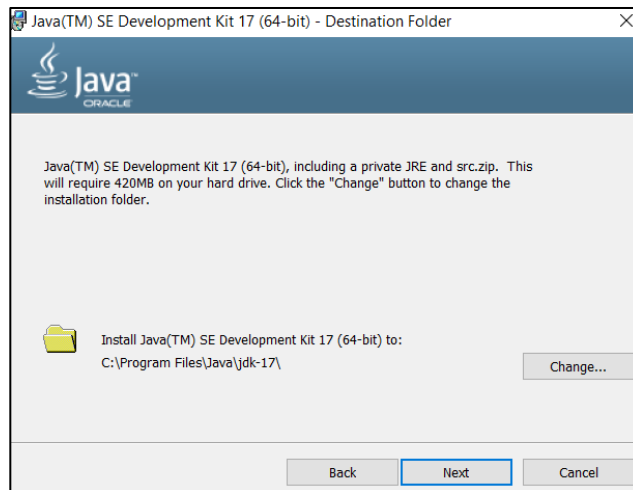 Java(TM) SE Development Kit 17 (64-bit) - Destination Folder
Java™
ORACLE
Java(TM) SE Development Kit 17 (64-bit), including a private JRE and src.zip. This
will require 420MB on your hard drive. Click the "Change" button to change the
installation folder.
Install Java(TM) SE Development Kit 17 (64-bit) to:
C:\Program Files\Java\jdk-17\
Change...
Back
Next
Cancel